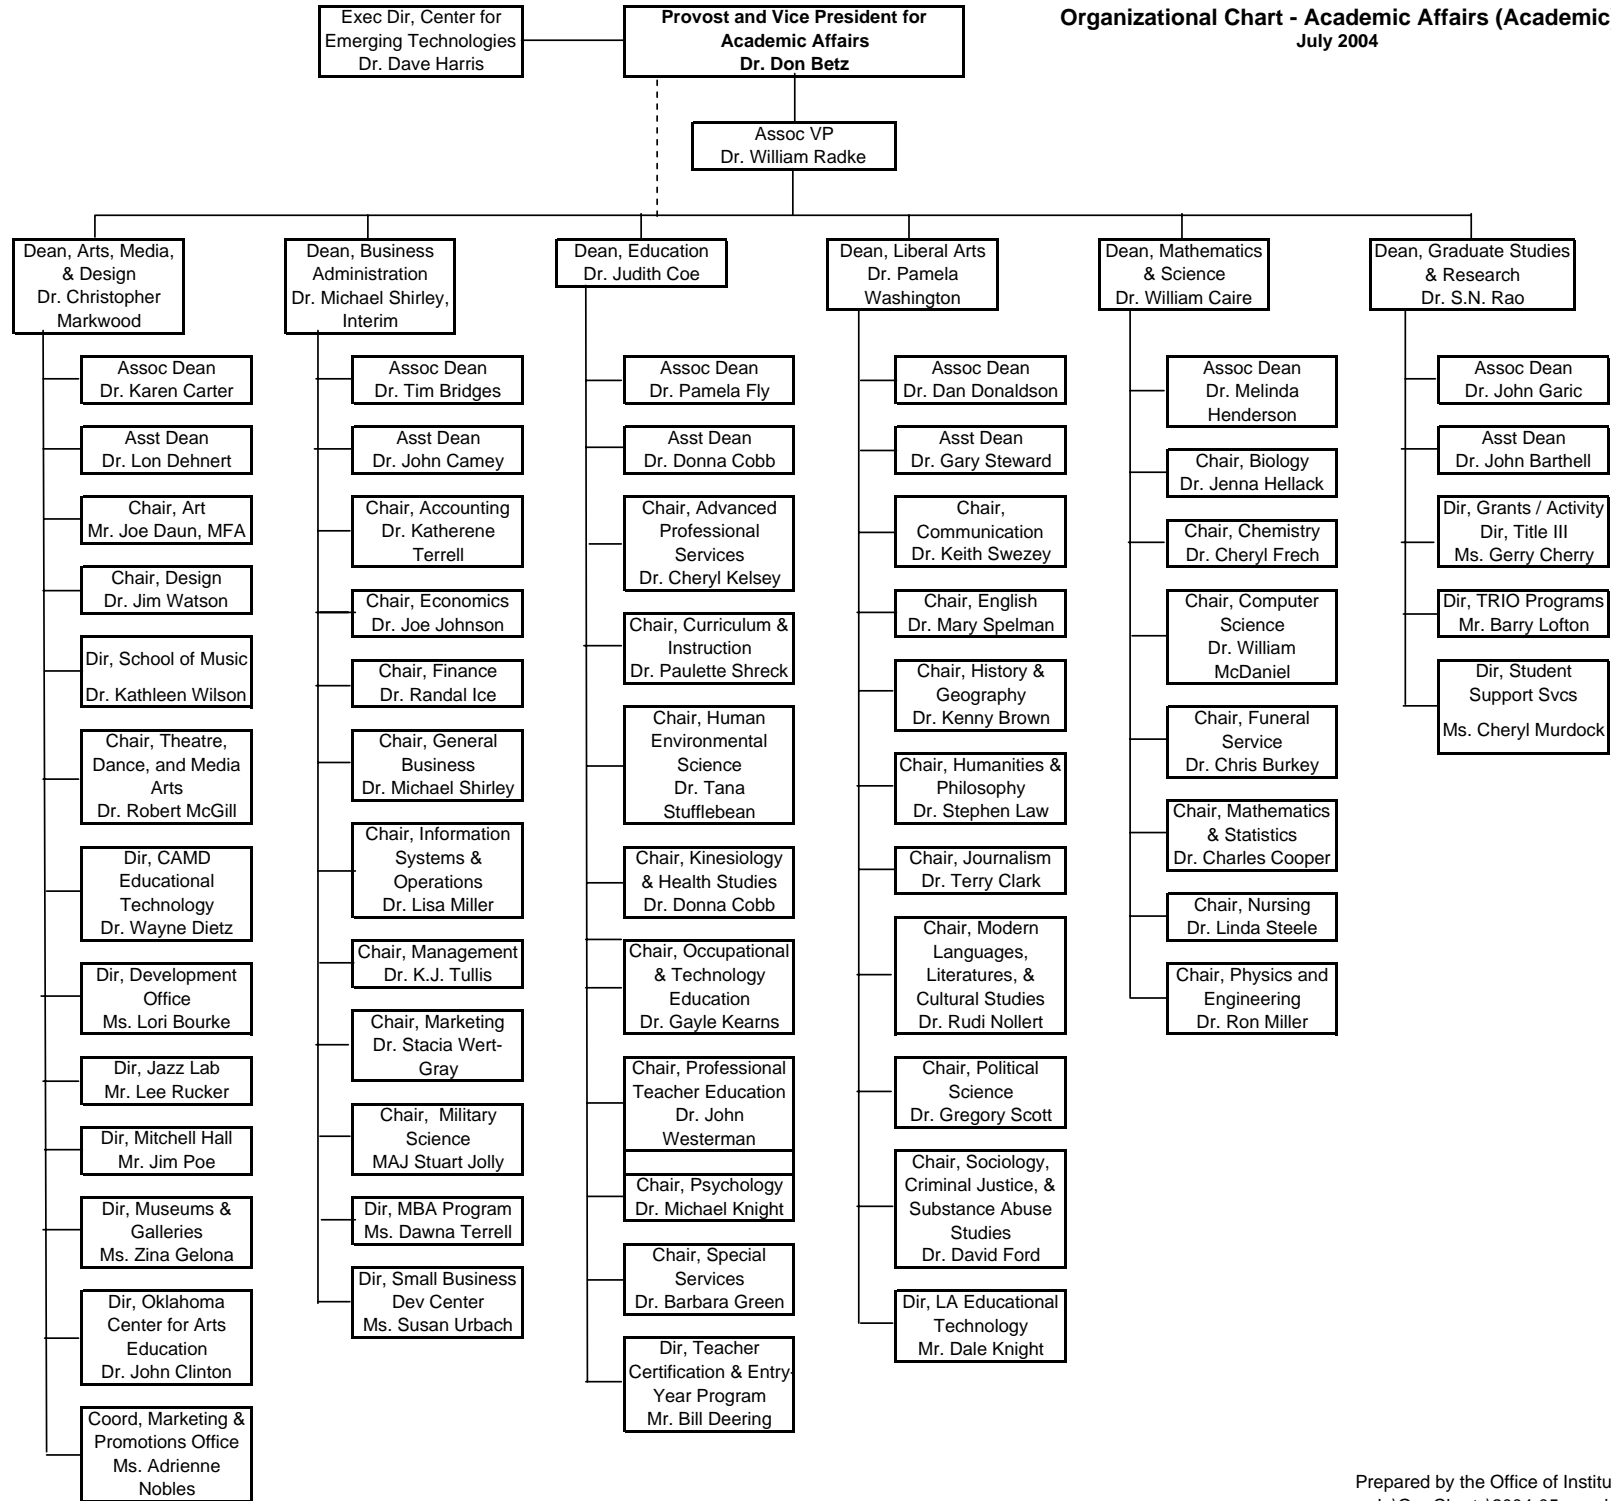 Exec Dir, Center for
Emerging Technologies
Dr. Dave Harris
Provost and Vice President for
Academic Affairs
Dr. Don Betz
Organizational Chart - Academic Affairs (Academic
July 2004
Assoc VP
Dr. William Radke
Dean, Arts, Media,
& Design
Dr. Christopher
Markwood
Dean, Business
Administration
Dr. Michael Shirley,
Interim
Dean, Education
Dr. Judith Coe
Dean, Liberal Arts
Dr. Pamela
Washington
Dean, Mathematics
& Science
Dr. William Caire
Dean, Graduate Studies
& Research
Dr. S.N. Rao
Assoc Dean
Dr. Karen Carter
Asst Dean
Dr. Lon Dehnert
Chair, Art
Mr. Joe Daun, MFA
Chair, Design
Dr. Jim Watson
Dir, School of Music
Dr. Kathleen Wilson
Chair, Theatre,
Dance, and Media
Arts
Dr. Robert McGill
Dir, CAMD
Educational
Technology
Dr. Wayne Dietz
Dir, Development
Office
Ms. Lori Bourke
Dir, Jazz Lab
Mr. Lee Rucker
Dir, Mitchell Hall
Mr. Jim Poe
Dir, Museums &
Galleries
Ms. Zina Gelona
Dir, Oklahoma
Center for Arts
Education
Dr. John Clinton
Coord, Marketing &
Promotions Office
Ms. Adrienne
Nobles
Assoc Dean
Dr. Tim Bridges
Asst Dean
Dr. John Camey
Chair, Accounting
Dr. Katherene
Terrell
Chair, Economics
Dr. Joe Johnson
Chair, Finance
Dr. Randal Ice
Chair, General
Business
Dr. Michael Shirley
Chair, Information
Systems &
Operations
Dr. Lisa Miller
Chair, Management
Dr. K.J. Tullis
Chair, Marketing
Dr. Stacia Wert-
Gray
Chair, Military
Science
MAJ Stuart Jolly
Dir, MBA Program
Ms. Dawna Terrell
Dir, Small Business
Dev Center
Ms. Susan Urbach
Assoc Dean
Dr. Pamela Fly
Asst Dean
Dr. Donna Cobb
Chair, Advanced
Professional
Services
Dr. Cheryl Kelsey
Chair, Curriculum &
Instruction
Dr. Paulette Shreck
Chair, Human
Environmental
Science
Dr. Tana
Stufflebean
Chair, Kinesiology
& Health Studies
Dr. Donna Cobb
Chair, Occupational
& Technology
Education
Dr. Gayle Kearns
Chair, Professional
Teacher Education
Dr. John
Westerman
Chair, Psychology
Dr. Michael Knight
Chair, Special
Services
Dr. Barbara Green
Dir, Teacher
Certification & Entry-
Year Program
Mr. Bill Deering
Assoc Dean
Dr. Dan Donaldson
Asst Dean
Dr. Gary Steward
Chair,
Communication
Dr. Keith Swezey
Chair, English
Dr. Mary Spelman
Chair, History &
Geography
Dr. Kenny Brown
Chair, Humanities &
Philosophy
Dr. Stephen Law
Chair, Journalism
Dr. Terry Clark
Chair, Modern
Languages,
Literatures, &
Cultural Studies
Dr. Rudi Nollert
Chair, Political
Science
Dr. Gregory Scott
Chair, Sociology,
Criminal Justice, &
Substance Abuse
Studies
Dr. David Ford
Dir, LA Educational
Technology
Mr. Dale Knight
Assoc Dean
Dr. Melinda
Henderson
Chair, Biology
Dr. Jenna Hellack
Chair, Chemistry
Dr. Cheryl Frech
Chair, Computer
Science
Dr. William
McDaniel
Chair, Funeral
Service
Dr. Chris Burkey
Chair, Mathematics
& Statistics
Dr. Charles Cooper
Chair, Nursing
Dr. Linda Steele
Chair, Physics and
Engineering
Dr. Ron Miller
Assoc Dean
Dr. John Garic
Asst Dean
Dr. John Barthell
Dir, Grants / Activity
Dir, Title III
Ms. Gerry Cherry
Dir, TRIO Programs
Mr. Barry Lofton
Dir, Student
Support Svcs
Ms. Cheryl Murdock
Prepared by the Office of Institu